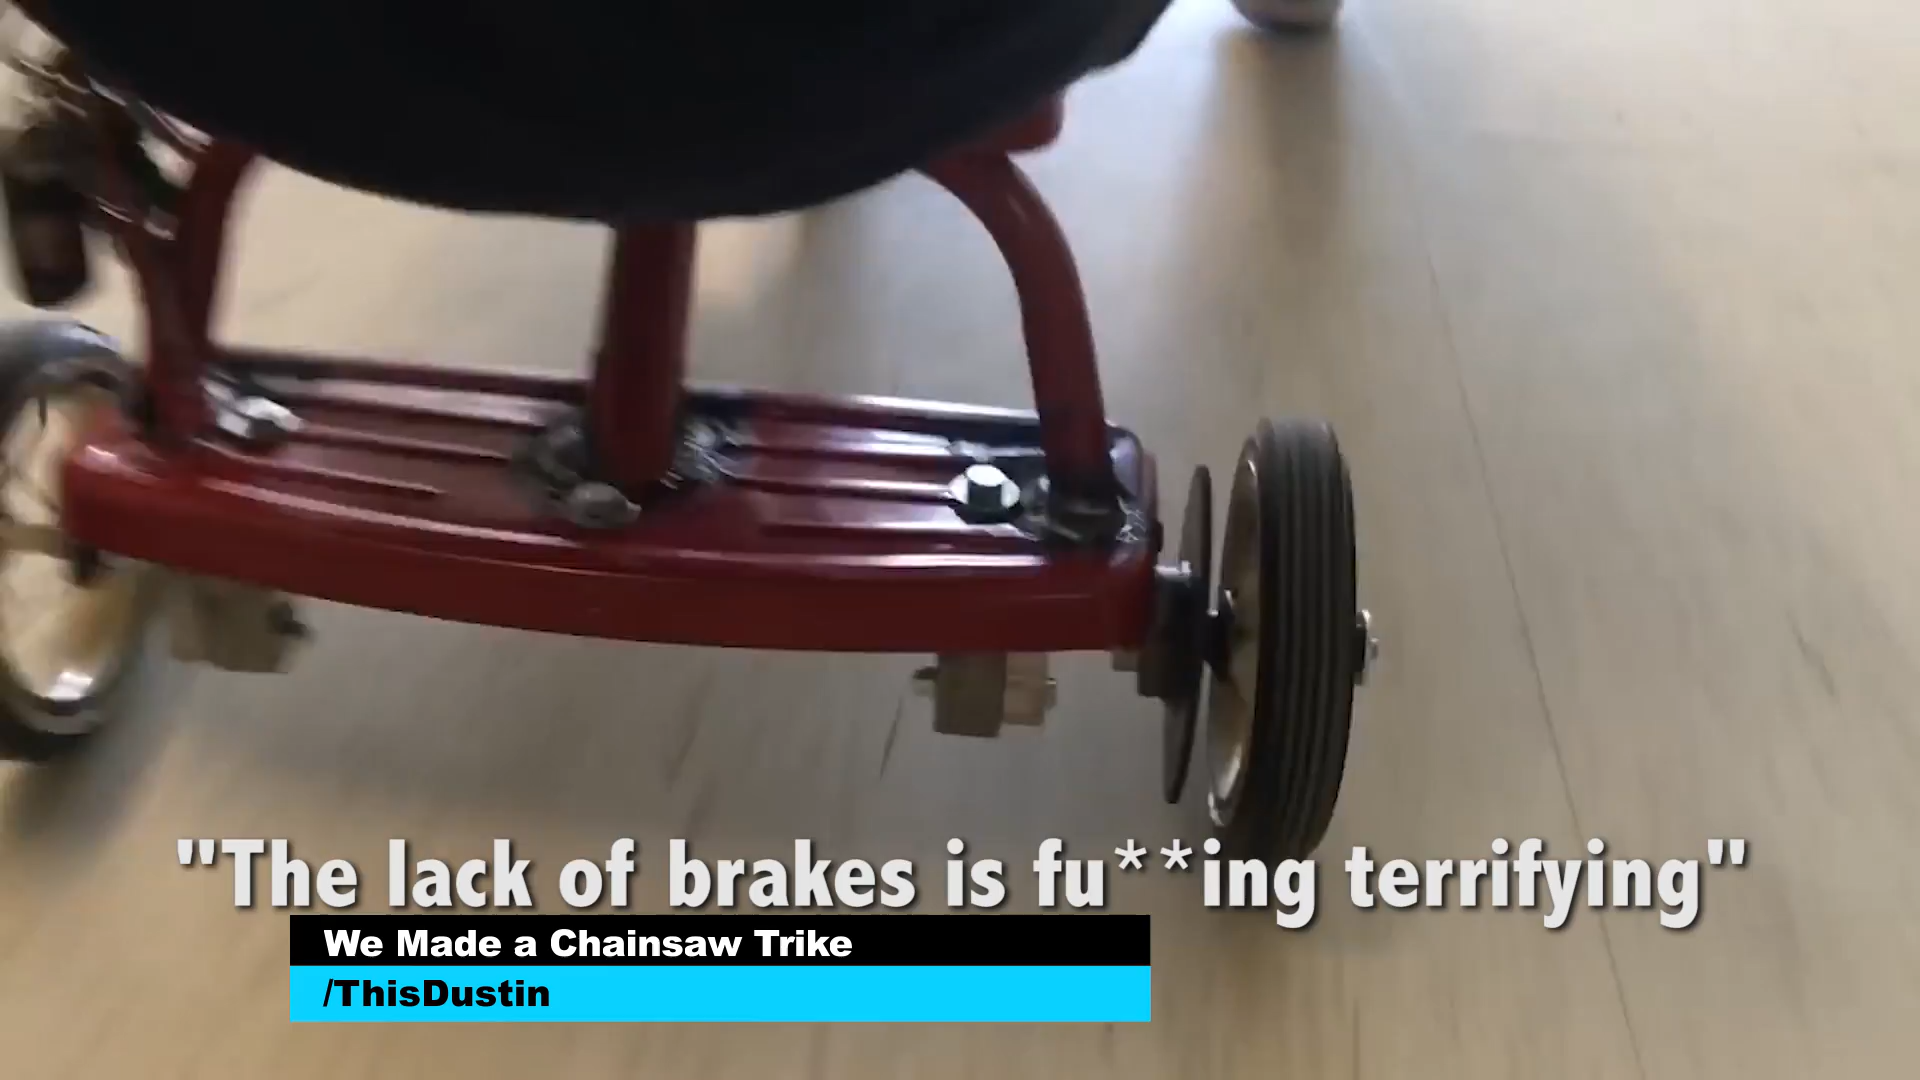 "The lack of brakes is fu**ing terrifying"
We Made a Chainsaw Trike
/ThisDustin